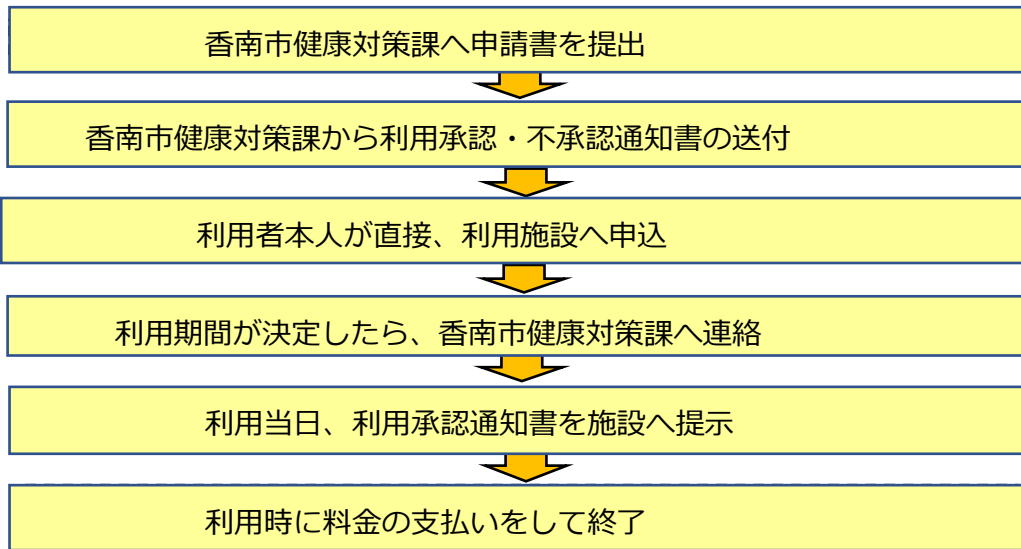 香南市健康対策課へ申請書を提出
香南市健康対策課から利用承認・不承認通知書の送付
利用者本人が直接、利用施設へ申込
利用期間が決定したら、香南市健康対策課へ連絡
利用当日、利用承認通知書を施設へ提示
利用時に料金の支払いをして終了